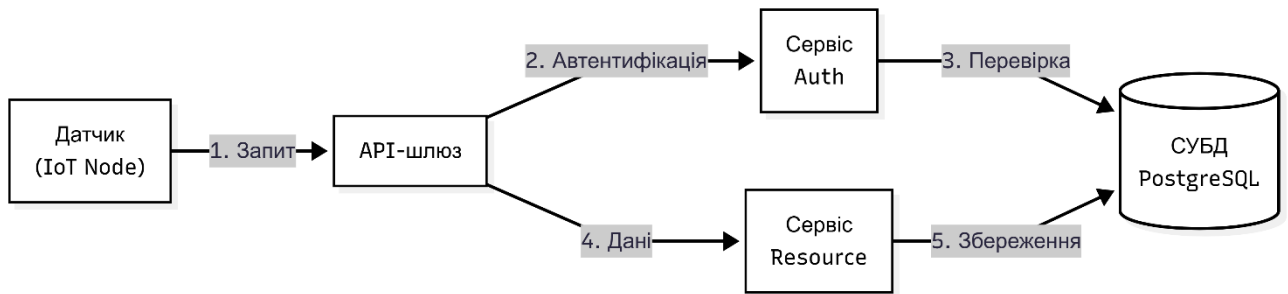 Датчик
(IoT Node)
1. Запит
API-шлюз
2. Автентифікація
Сервіс
Auth
3. Перевірка
4. Дані
Сервіс
Resource
5. Збереження
СУБД
PostgreSQL